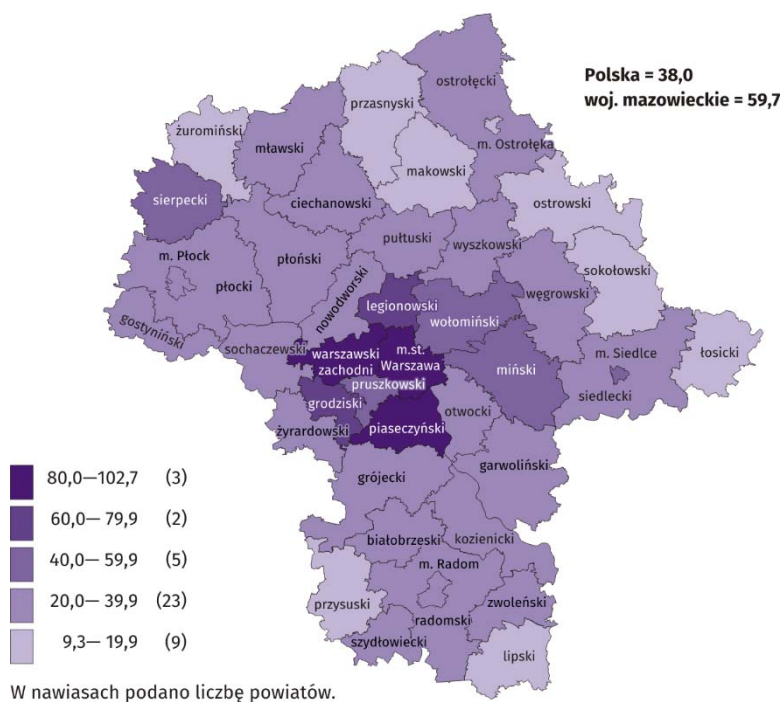 Polska = 38,0
woj. mazowieckie = 59,7
ostrołęcki
przasnyski
żuromiński
m. Ostrołęka
mławski
makowski
sierpecki
ciechanowski
ostrowski
pułtuski
wyszkowski
m. Płock
płoński
sokołowski
płocki
węgrowski
nowodworski
legionowski
wołomiński
gostyniński
sochaczewski
warszawski
zachodni
m.st.
Warszawa
m. Siedlce
łosicki
miński
pruszkowski
siedlecki
grodziski
otwocki
żyrardowski
piaseczyński
garwoliński
grójecki
80,0—102,7 (3)
60,0— 79,9 (2)
40,0— 59,9 (5)
20,0— 39,9 (23)
9,3— 19,9 (9)
białobrzeski
kozienicki
m. Radom
przysuski
zwoleński
radomski
szydłowiecki
lipski
W nawiasach podano liczbę powiatów.